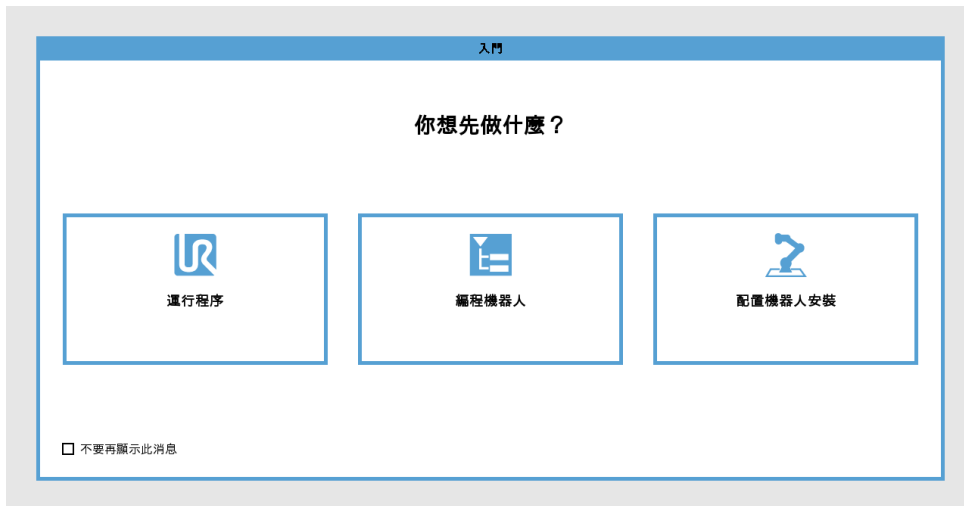 入門
你想先做什麼？
UR
運行程序
編程機器人
配置機器人安裝
不要再顯示此消息